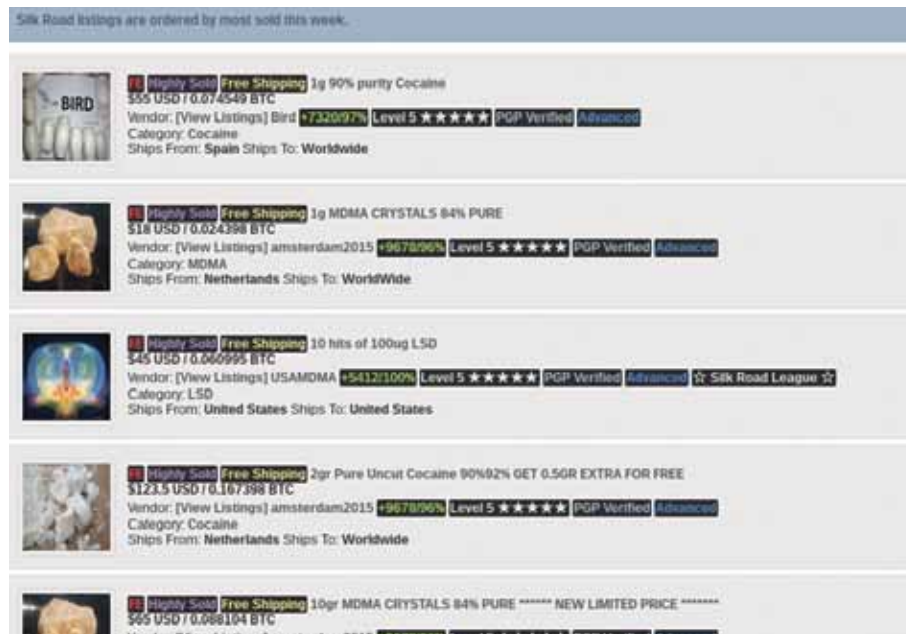 Silk Road listings are ordered by most sold this week.
BIRD
FE Highly Sold Free Shipping 1g 90% purity Cocaine
$55 USD / 0.074549 BTC
Vendor: [View Listings] Bird +7320/97% Level 5 ★★★★★ PGP Verified Advanced
Category: Cocaine
Ships From: Spain Ships To: Worldwide
FE Highly Sold Free Shipping 1g MDMA CRYSTALS 84% PURE
$18 USD / 0.024398 BTC
Vendor: [View Listings] amsterdam2015 +9678/96% Level 5 ★★★★★ PGP Verified Advanced
Category: MDMA
Ships From: Netherlands Ships To: WorldWide
FE Highly Sold Free Shipping 10 hits of 100ug LSD
$45 USD / 0.060995 BTC
Vendor: [View Listings] USAMDMA +5412/100% Level 5 ★★★★★ PGP Verified Advanced ☆ Silk Road League ☆
Category: LSD
Ships From: United States Ships To: United States
FE Highly Sold Free Shipping 2gr Pure Uncut Cocaine 90%92% GET 0.5GR EXTRA FOR FREE
$123.5 USD / 0.167398 BTC
Vendor: [View Listings] amsterdam2015 +9678/96% Level 5 ★★★★★ PGP Verified Advanced
Category: Cocaine
Ships From: Netherlands Ships To: Worldwide
FE Highly Sold Free Shipping 10gr MDMA CRYSTALS 84% PURE ****** NEW LIMITED PRICE *******
$65 USD / 0.088104 BTC